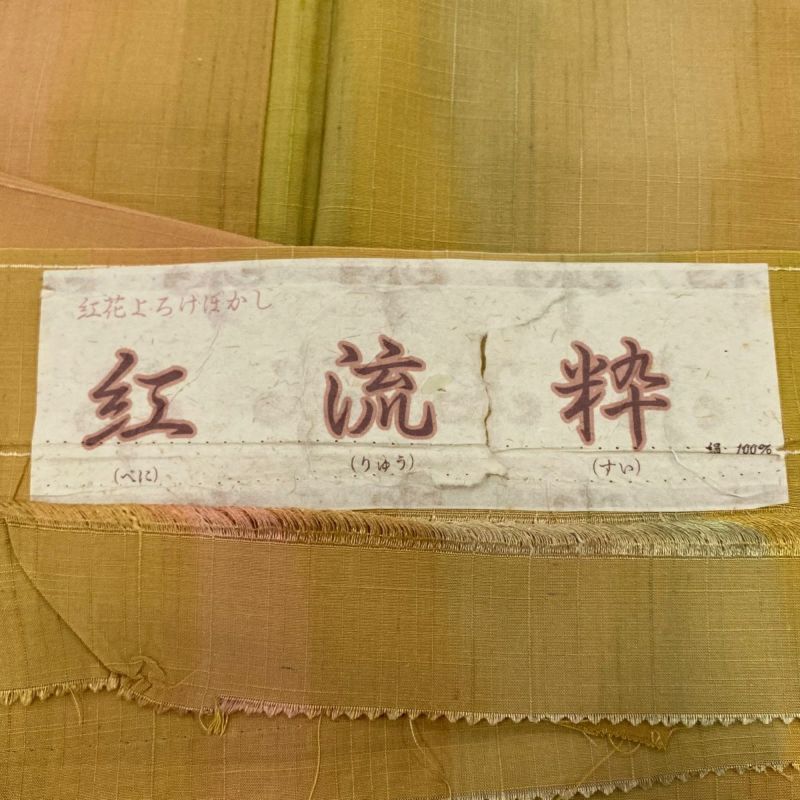 紅花よろけぼかし
紅 流 粋
(べに) (りゅう) (すい)
絹 100%